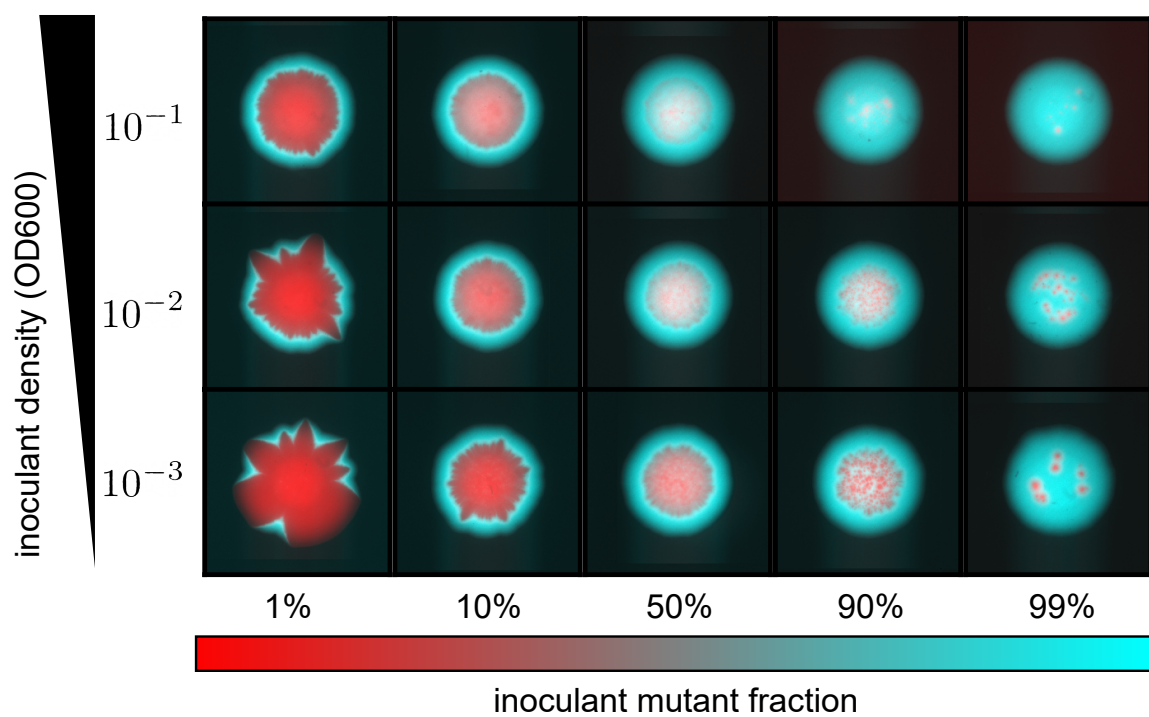 inoculant density (OD600)
10⁻¹
10⁻²
10⁻³
1% 10% 50% 90% 99%
inoculant mutant fraction